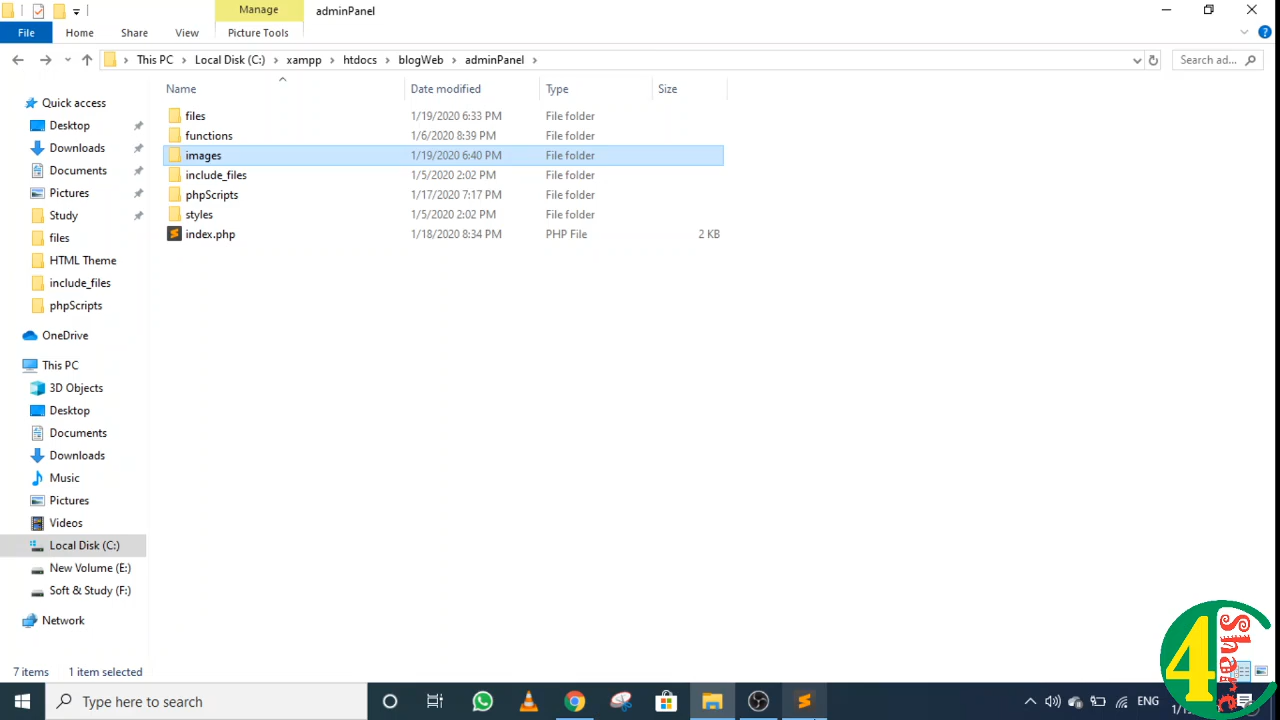 Manage
adminPanel
File
Home
Share
View
Picture Tools
This PC
Local Disk (C:)
xampp
htdocs
blogWeb
adminPanel
Search ad...
Name
Date modified
Type
Size
files
1/19/2020 6:33 PM
File folder
functions
1/6/2020 8:39 PM
File folder
images
1/19/2020 6:40 PM
File folder
include_files
1/5/2020 2:02 PM
File folder
phpScripts
1/17/2020 7:17 PM
File folder
styles
1/5/2020 2:02 PM
File folder
index.php
1/18/2020 8:34 PM
PHP File
2 KB
Quick access
Desktop
Downloads
Documents
Pictures
Study
files
HTML Theme
include_files
phpScripts
OneDrive
This PC
3D Objects
Desktop
Documents
Downloads
Music
Pictures
Videos
Local Disk (C:)
New Volume (E:)
Soft & Study (F:)
Network
7 items
1 item selected
4
Share
Type here to search
ENG